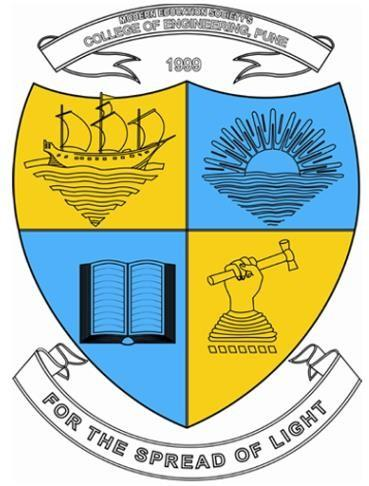 MODERN EDUCATION SOCIETY'S
COLLEGE OF ENGINEERING, PUNE
1999
FOR THE SPREAD OF LIGHT